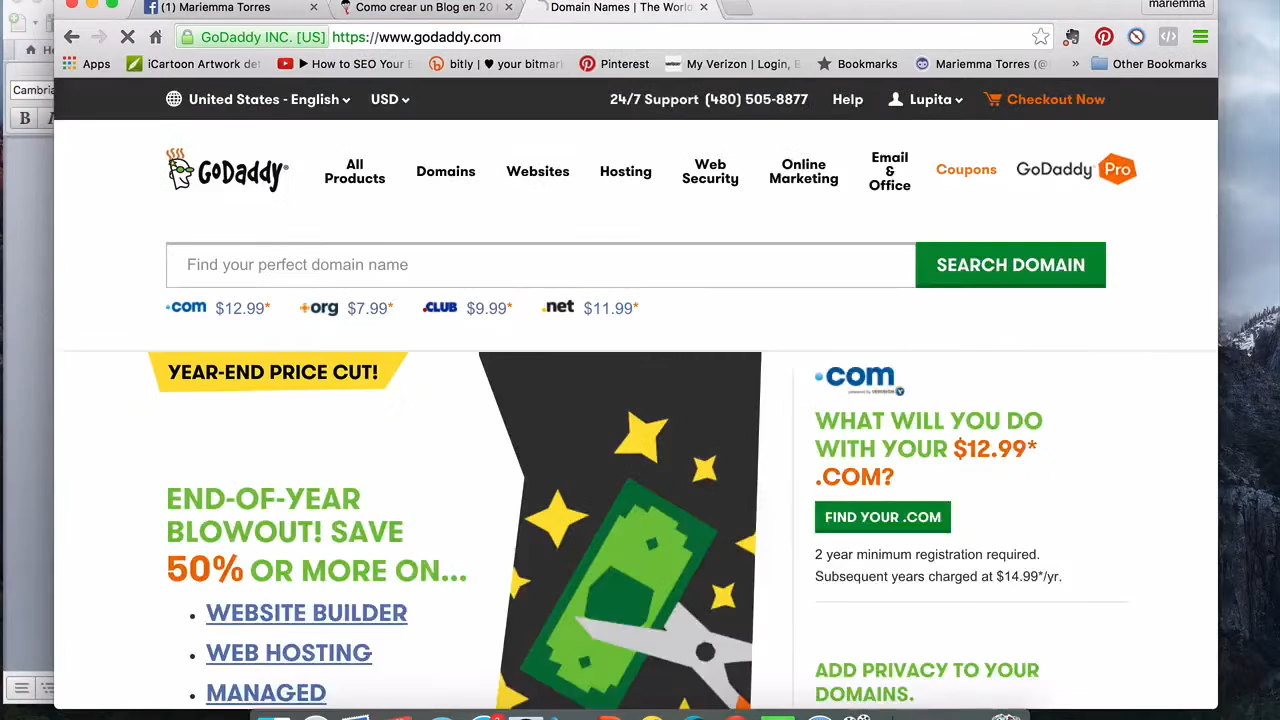 mariemma
(1) Mariemma Torres
Como crear un Blog en 20
Domain Names | The World
GoDaddy INC. [US] https://www.godaddy.com
Apps
iCartoon Artwork det
▶ How to SEO Your
bitly | ♥ your bitmar
Pinterest
My Verizon | Login,
Bookmarks
Mariemma Torres (@
»
Other Bookmarks
Cambria
B
United States - English
USD
24/7 Support (480) 505-8877
Help
Lupita
Checkout Now
GoDaddy
All
Products
Domains
Websites
Hosting
Web
Security
Online
Marketing
Email
&
Office
Coupons
GoDaddy Pro
Find your perfect domain name
SEARCH DOMAIN
.com $12.99*
.org $7.99*
.CLUB $9.99*
.net $11.99*
YEAR-END PRICE CUT!
END-OF-YEAR
BLOWOUT! SAVE
50% OR MORE ON...
• WEBSITE BUILDER
• WEB HOSTING
• MANAGED
.com
powered by VERISIGN
WHAT WILL YOU DO
WITH YOUR $12.99*
.COM?
FIND YOUR .COM
2 year minimum registration required.
Subsequent years charged at $14.99*/yr.
ADD PRIVACY TO YOUR
DOMAINS.